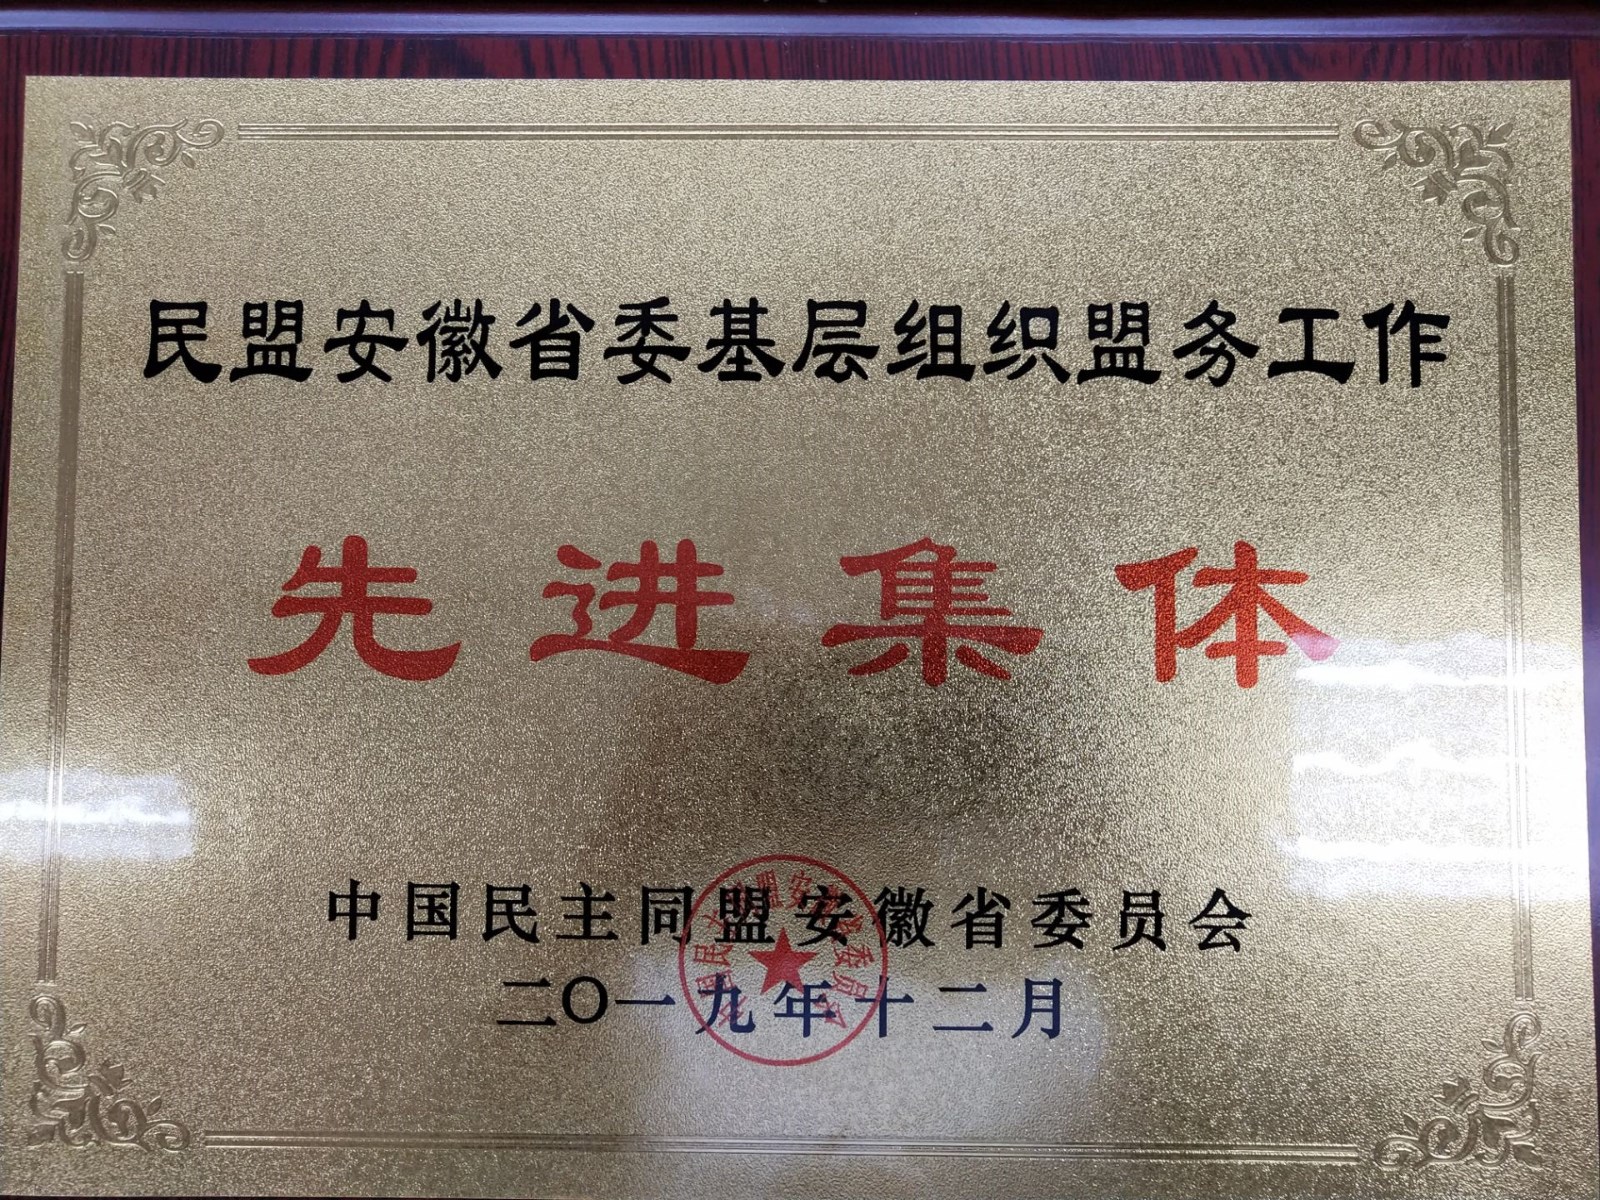 民盟安徽省委基层组织盟务工作
先进集体
中国民主同盟安徽省委员会
二〇一九年十二月